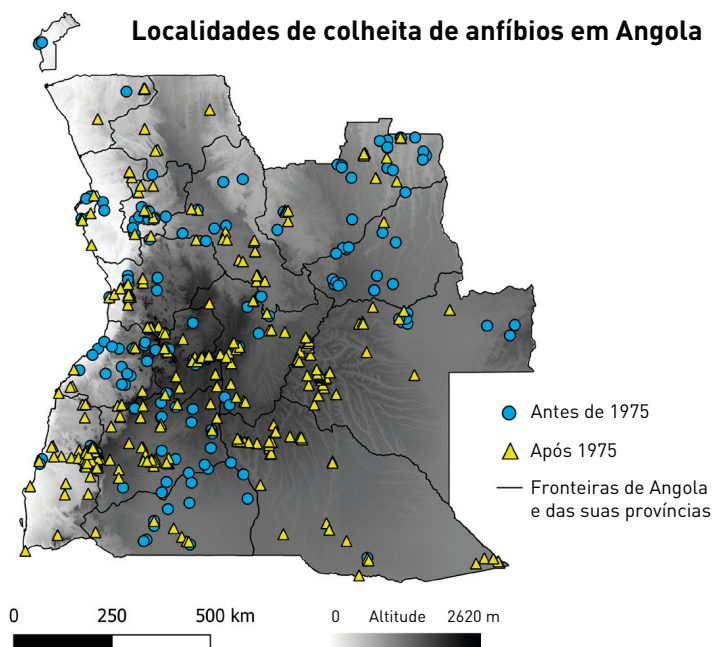 Localidades de colheita de anfíbios em Angola
Antes de 1975
Após 1975
Fronteiras de Angola
e das suas províncias
0 250 500 km
0 Altitude 2620 m